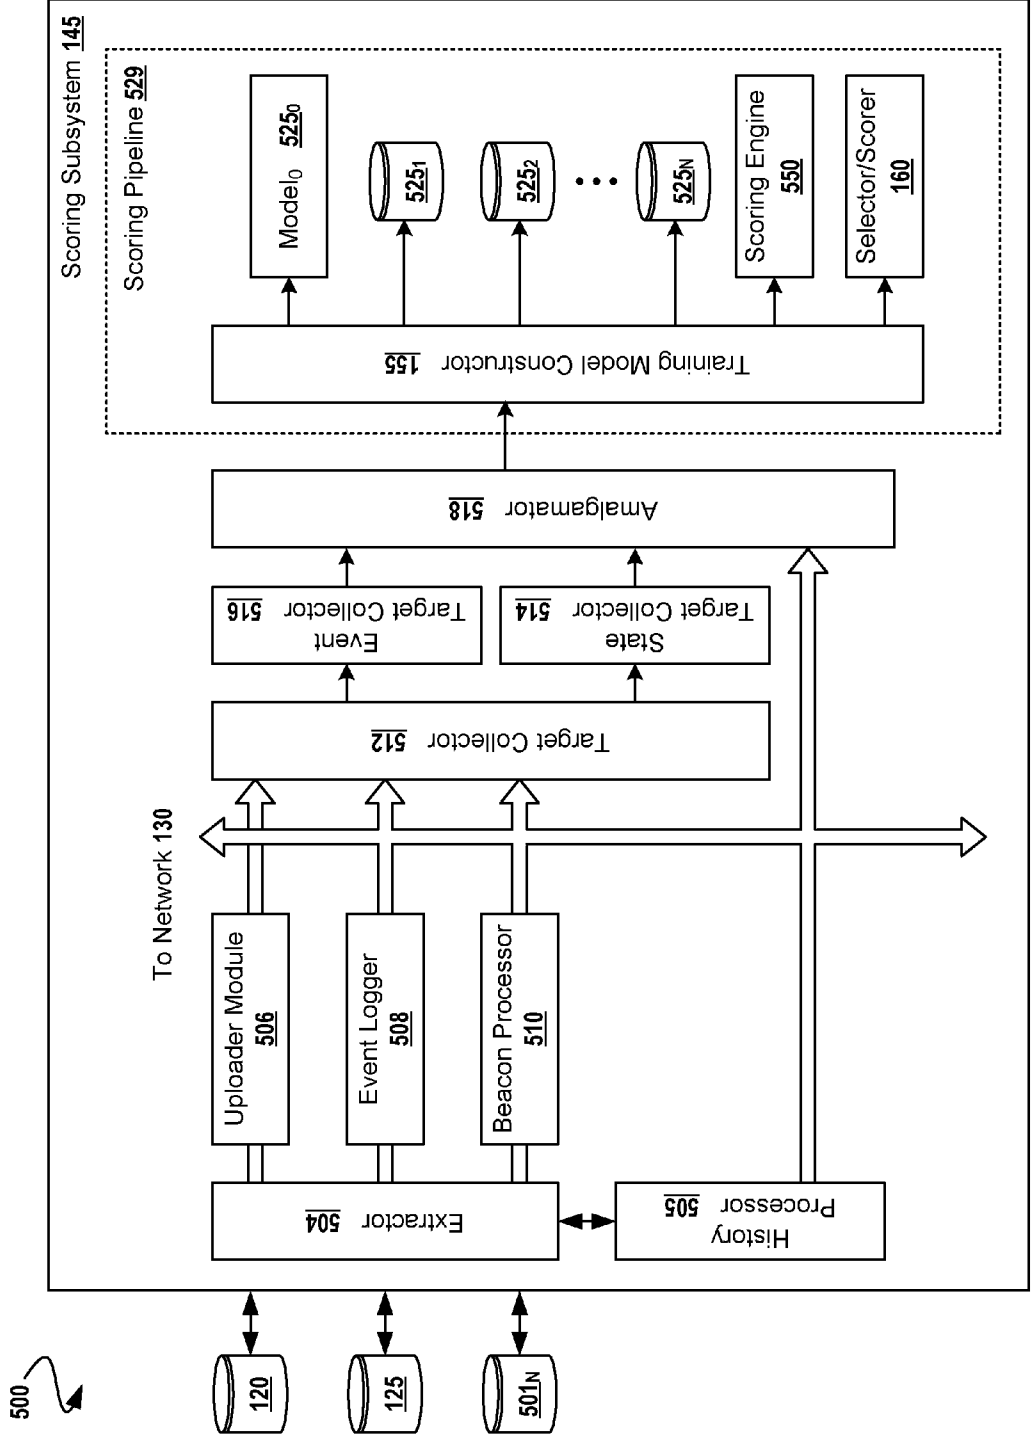 500
Scoring Subsystem 145
Scoring Pipeline 529
To Network 130
120
125
501N
Extractor 504
History
Processor 505
Uploader Module
506
Event Logger
508
Beacon Processor
510
Target Collector 512
Event
Target Collector 516
State
Target Collector 514
Amalgamator 518
Training Model Constructor 155
Model0 5250
5251
5252
525N
Scoring Engine
550
Selector/Scorer
160